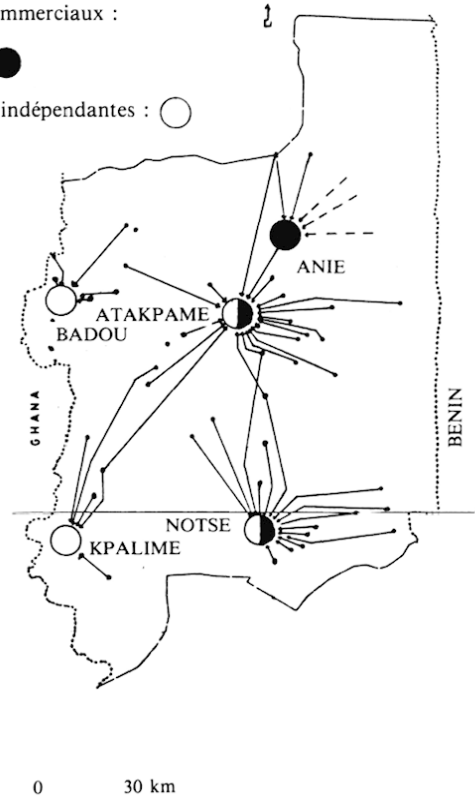 mmerciaux :
indépendantes :
ANIE
ATAKPAME
BADOU
GHANA
BENIN
NOTSE
KPALIME
0 30 km